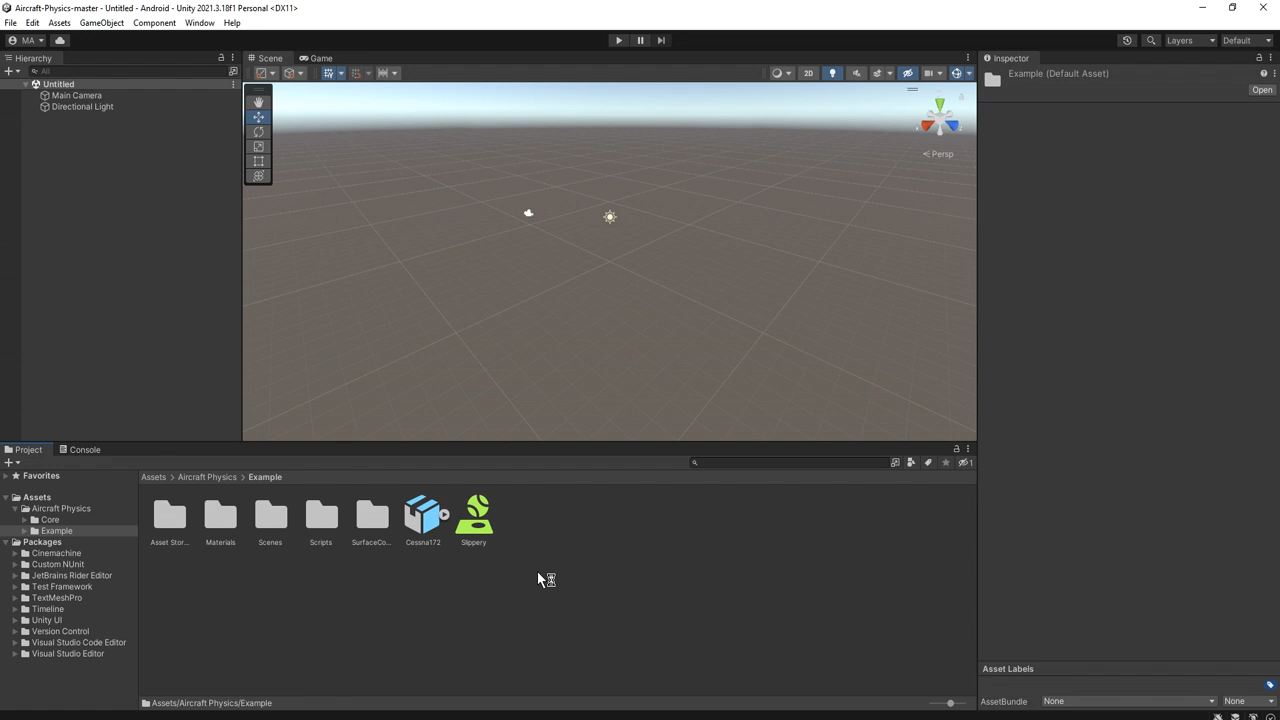 Aircraft-Physics-master - Untitled - Android - Unity 2021.3.18f1 Personal <DX11>
File Edit Assets GameObject Component Window Help
MA
Layers Default
Hierarchy
All
Untitled
Main Camera
Directional Light
Scene Game
2D
Persp
Inspector
Example (Default Asset)
Open
Project Console
Favorites
Assets
Aircraft Physics
Core
Example
Packages
Cinemachine
Custom NUnit
JetBrains Rider Editor
Test Framework
TextMeshPro
Timeline
Unity UI
Version Control
Visual Studio Code Editor
Visual Studio Editor
1
Assets > Aircraft Physics > Example
Asset Stor... Materials Scenes Scripts SurfaceCo... Cessna172 Slippery
Assets/Aircraft Physics/Example
Asset Labels
AssetBundle None None